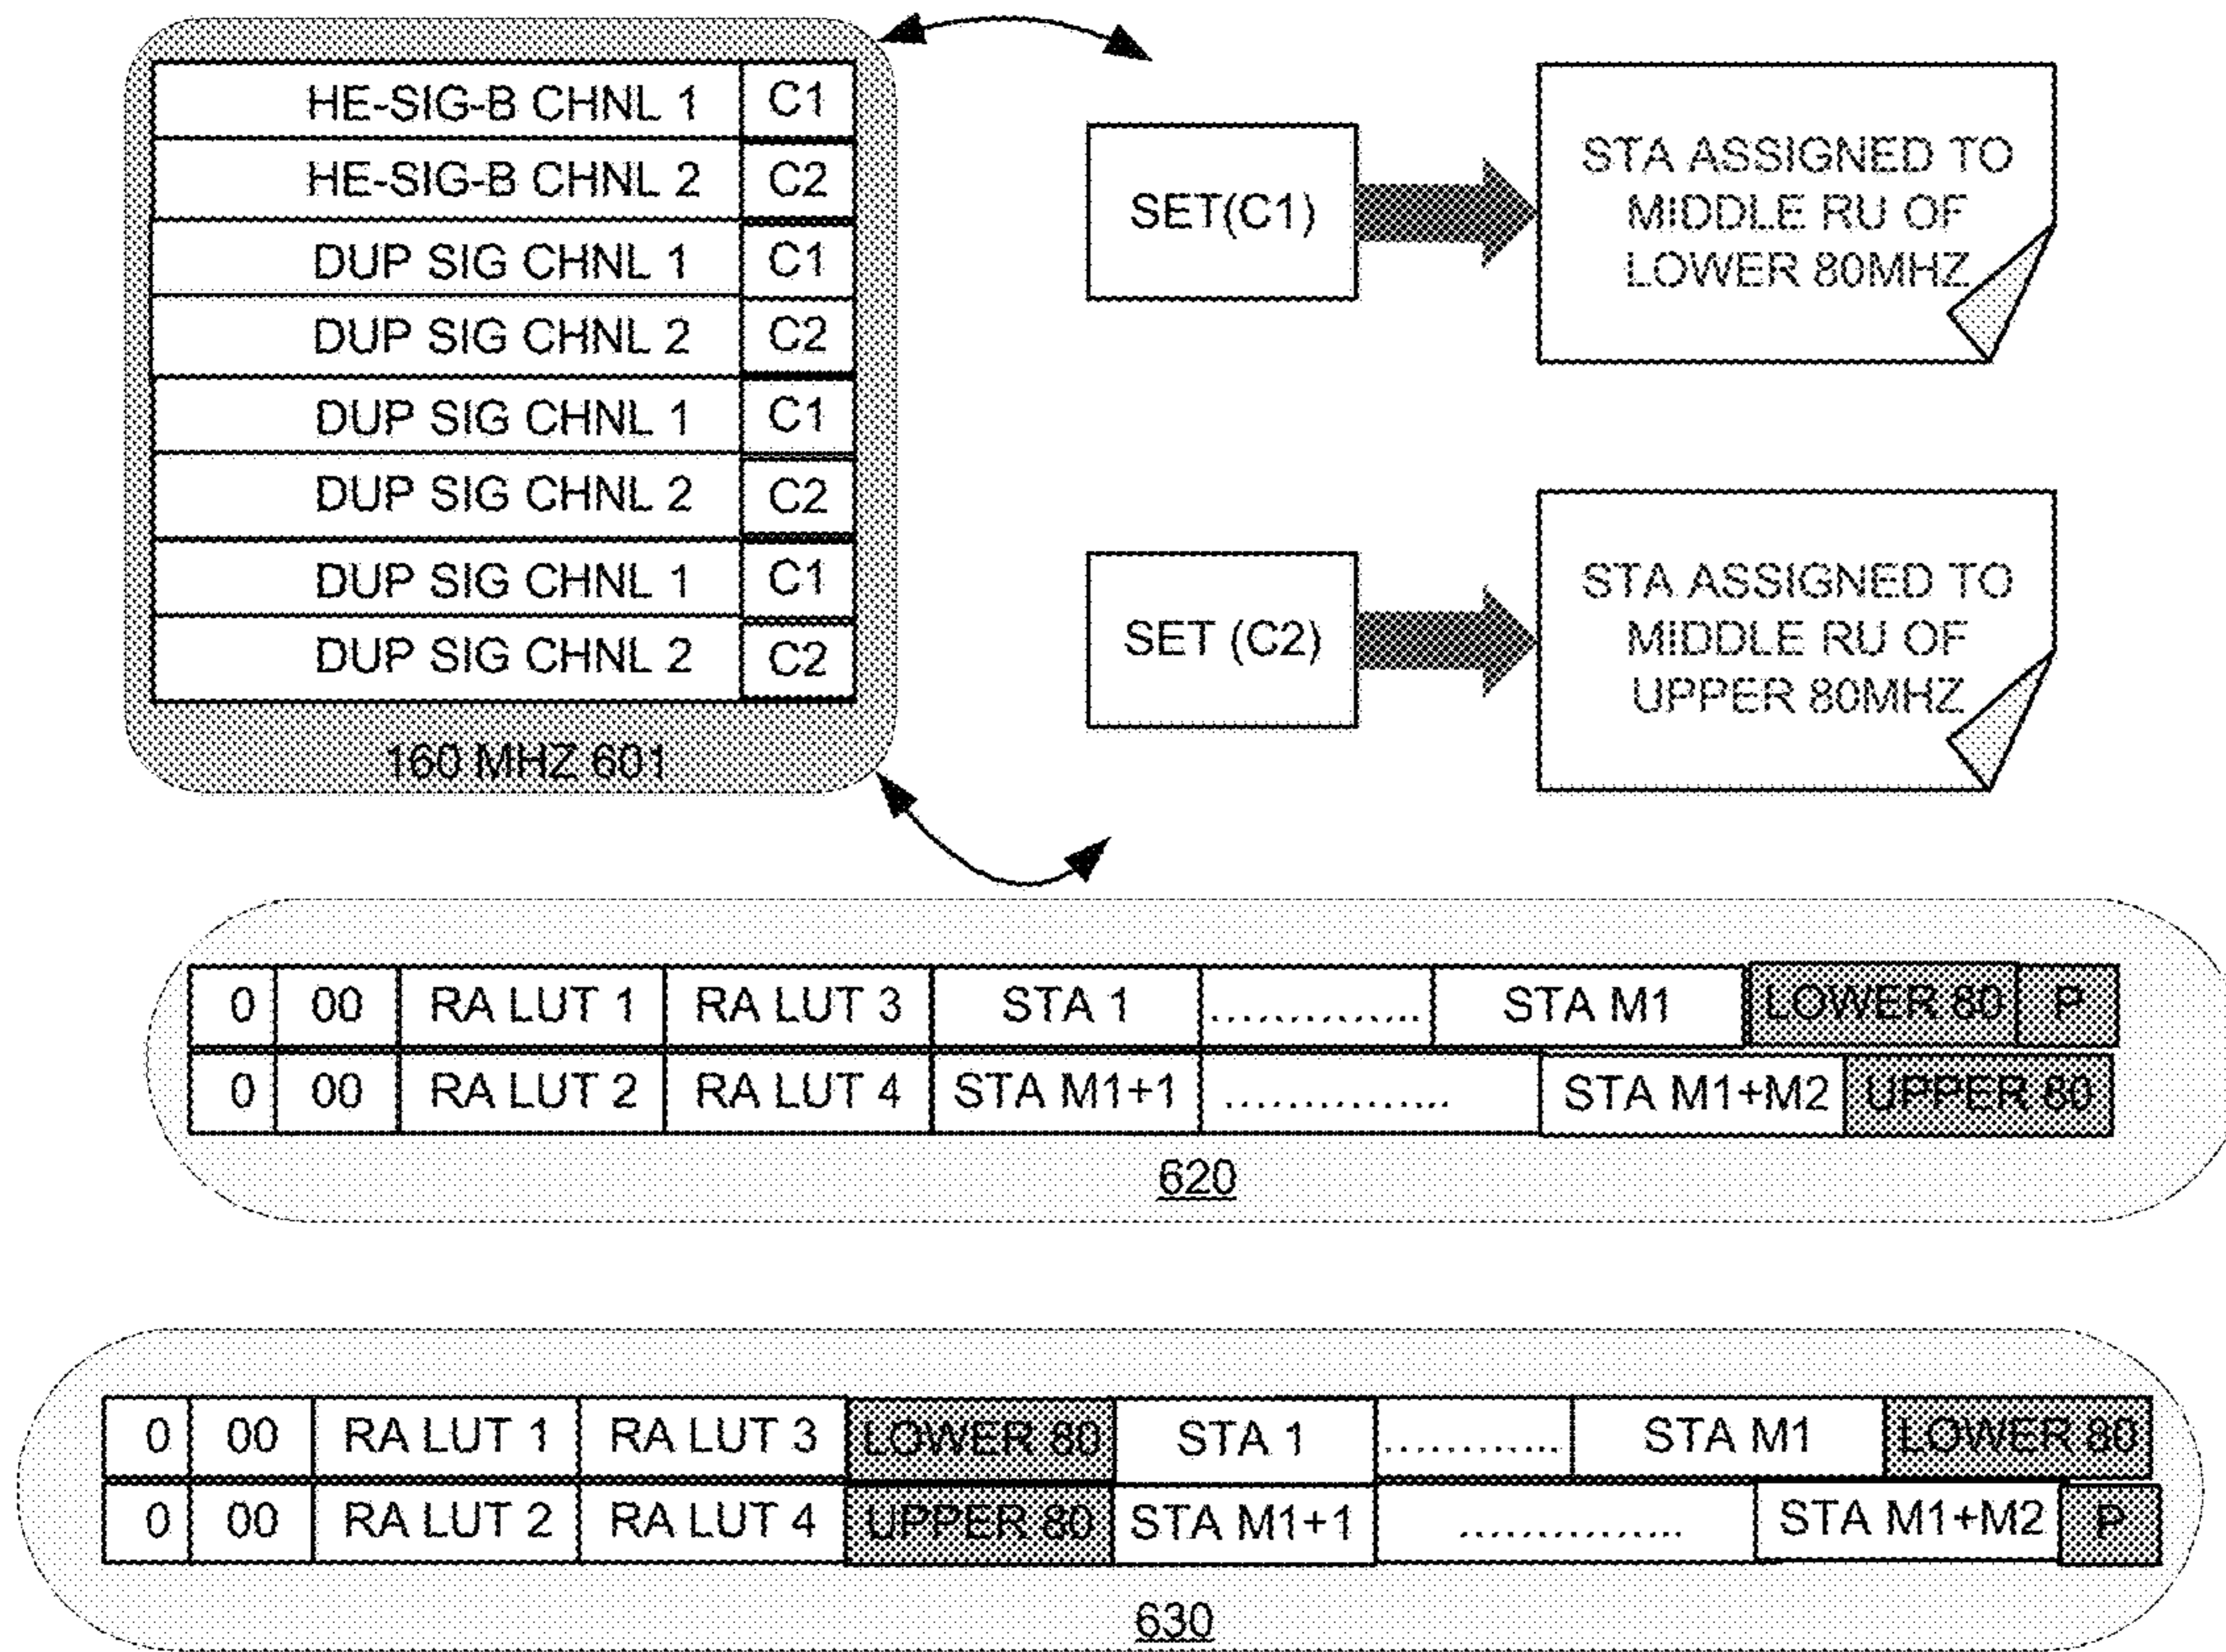 HE-SIG-B CHNL 1 C1
HE-SIG-B CHNL 2 C2
DUP SIG CHNL 1 C1
DUP SIG CHNL 2 C2
DUP SIG CHNL 1 C1
DUP SIG CHNL 2 C2
DUP SIG CHNL 1 C1
DUP SIG CHNL 2 C2
160 MHZ 601
SET(C1)
STA ASSIGNED TO
MIDDLE RU OF
LOWER 80MHZ
SET (C2)
STA ASSIGNED TO
MIDDLE RU OF
UPPER 80MHZ
0 00 RA LUT 1 RA LUT 3 STA 1 .............. STA M1 LOWER 80 P
0 00 RA LUT 2 RA LUT 4 STA M1+1 .............. STA M1+M2 UPPER 80
620
0 00 RA LUT 1 RA LUT 3 LOWER 80 STA 1 ........... STA M1 LOWER 80
0 00 RA LUT 2 RA LUT 4 UPPER 80 STA M1+1 .............. STA M1+M2 P
630